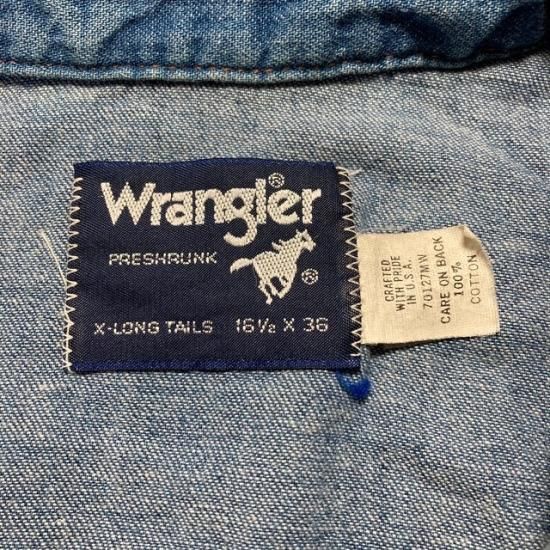 Wrangler®
PRESHRUNK
®
X-LONG TAILS 16½ X 36
CRAFTED
WITH PRIDE
IN U.S.A.
70127MW
CARE ON BACK
100%
COTTON